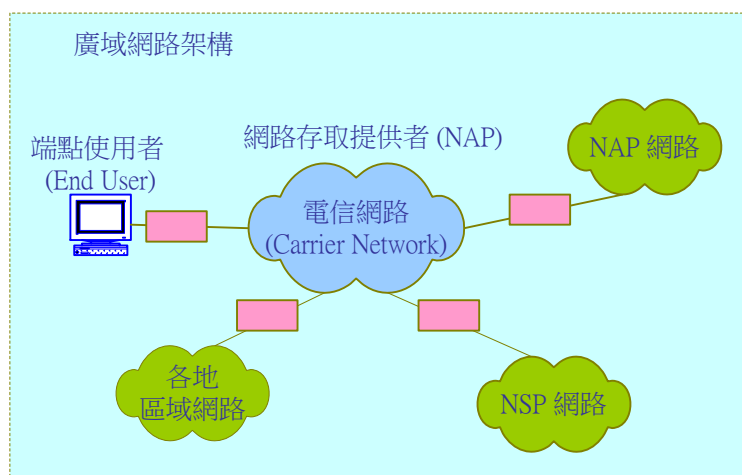 廣域網路架構
端點使用者
(End User)
網路存取提供者 (NAP)
NAP 網路
電信網路
(Carrier Network)
各地
區域網路
NSP 網路